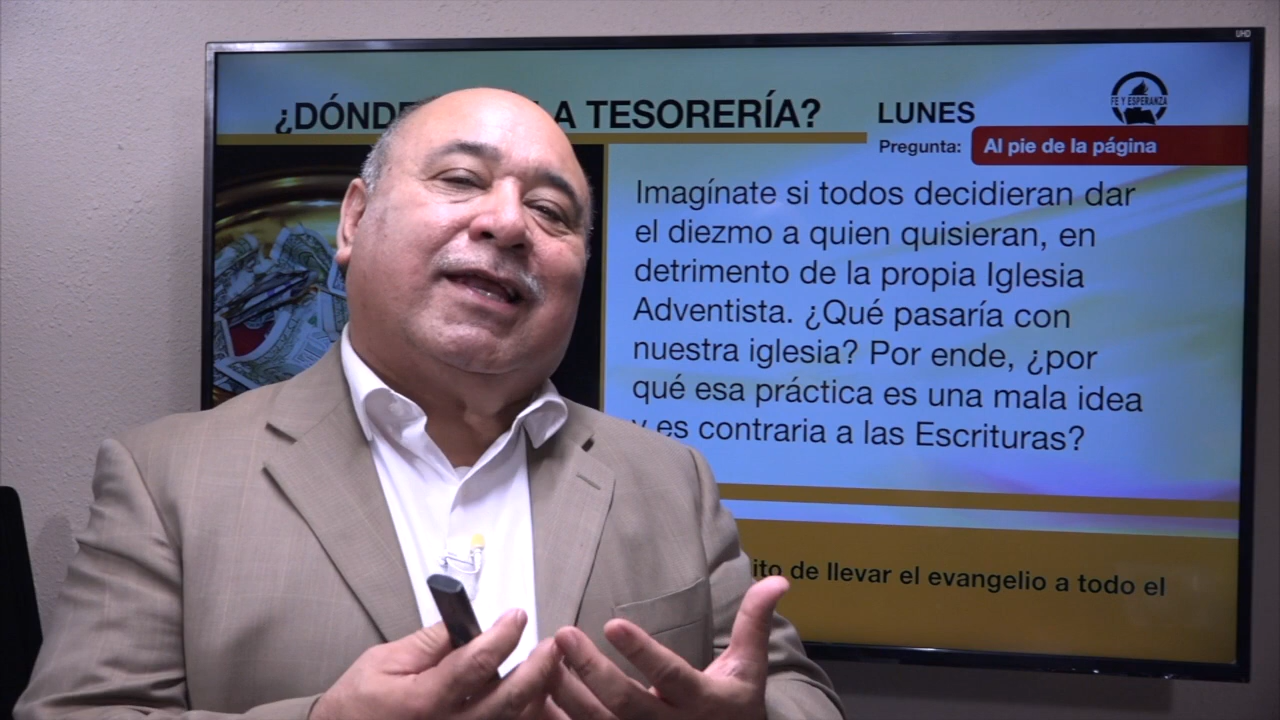 UHD
¿DÓNDE LA TESORERÍA?
LUNES
FE Y ESPERANZA
Pregunta: Al pie de la página
Imagínate si todos decidieran dar
el diezmo a quien quisieran, en
detrimento de la propia Iglesia
Adventista. ¿Qué pasaría con
nuestra iglesia? Por ende, ¿por
qué esa práctica es una mala idea
y es contraria a las Escrituras?
de llevar el evangelio a todo el